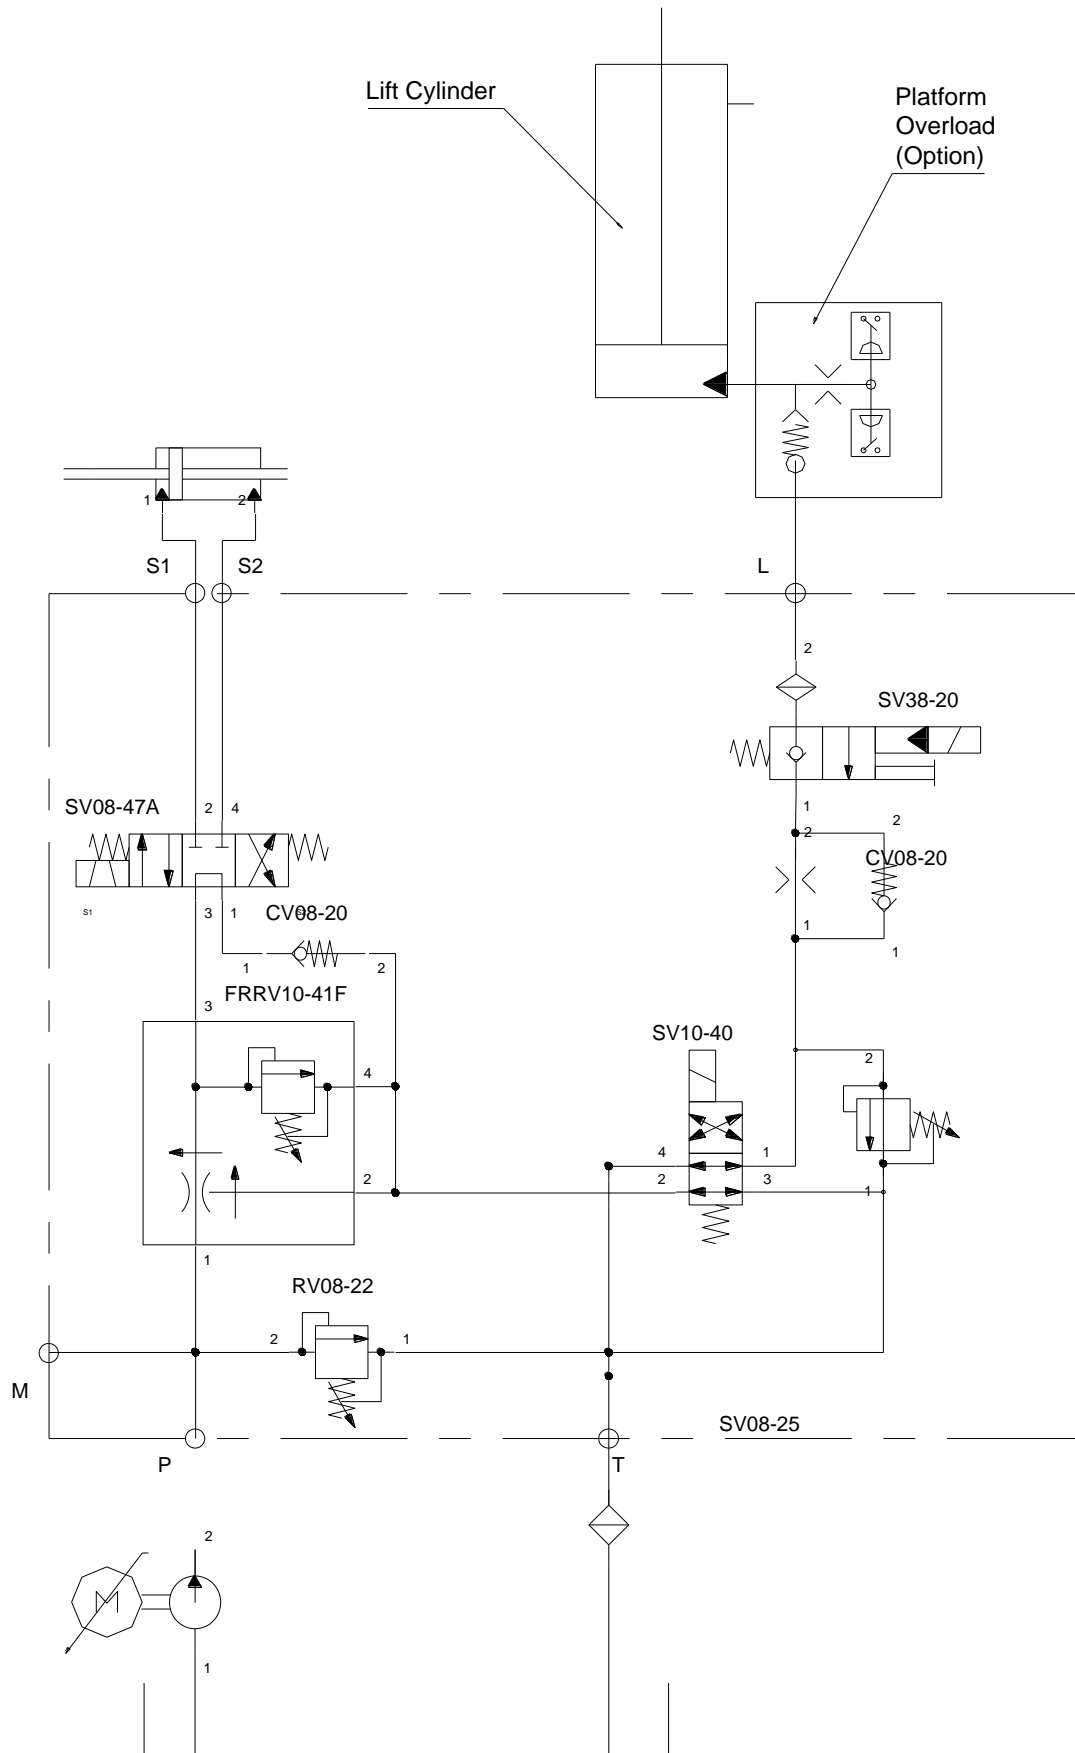 Lift Cylinder
Platform
Overload
(Option)
1
2
S1
S2
L
2
SV38-20
SV08-47A
2
4
1
2
2
CV08-20
S1
3
1
CV08-20
1
1
1
2
FRRV10-41F
3
SV10-40
2
4
4
1
2
2
3
1
1
RV08-22
2
1
M
SV08-25
P
T
2
M
1